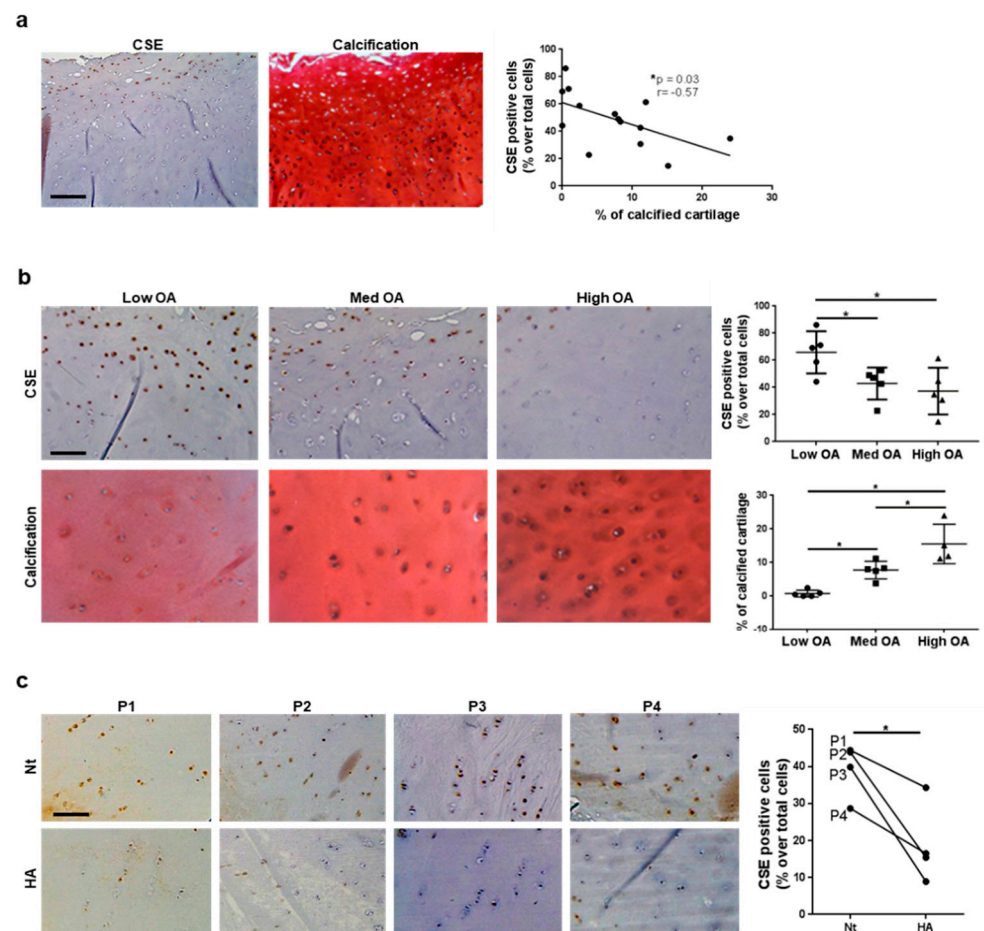 a
CSE
Calcification
CSE positive cells
(% over total cells)
100
80
60
40
20
0
*p = 0.03
r= -0.57
0
10
20
30
% of calcified cartilage
b
Low OA
Med OA
High OA
CSE
Calcification
CSE positive cells
(% over total cells)
100
80
60
40
20
0
*
*
Low OA
Med OA
High OA
% of calcified cartilage
30
20
10
0
-10
*
*
*
Low OA
Med OA
High OA
c
P1
P2
P3
P4
Nt
HA
CSE positive cells
(% over total cells)
50
40
30
20
10
0
*
P1
P2
P3
P4
Nt
HA